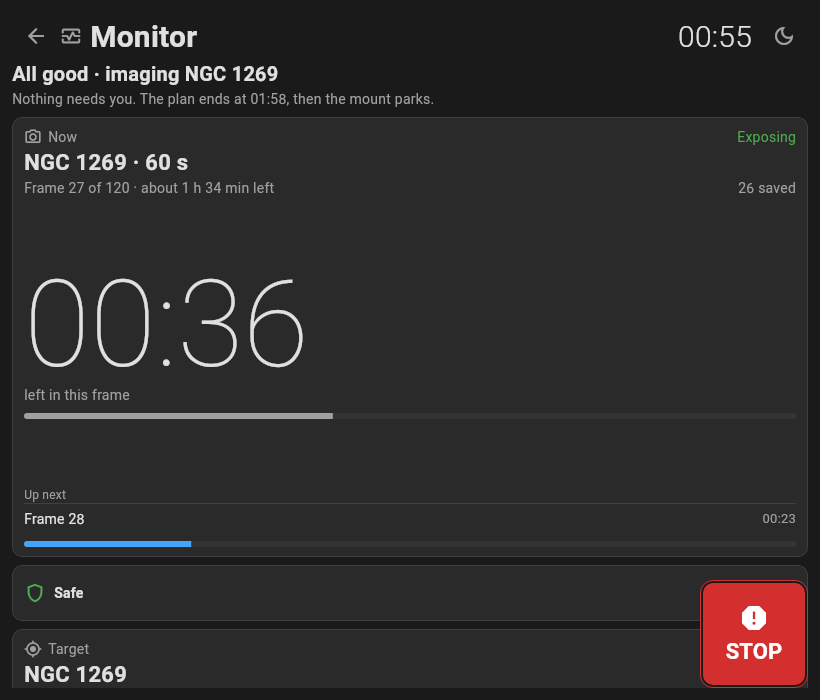 Monitor
00:55
All good · imaging NGC 1269
Nothing needs you. The plan ends at 01:58, then the mount parks.
Now
Exposing
NGC 1269 · 60 s
Frame 27 of 120 · about 1 h 34 min left
26 saved
00:36
left in this frame
Up next
Frame 28
00:23
Safe
STOP
Target
NGC 1269